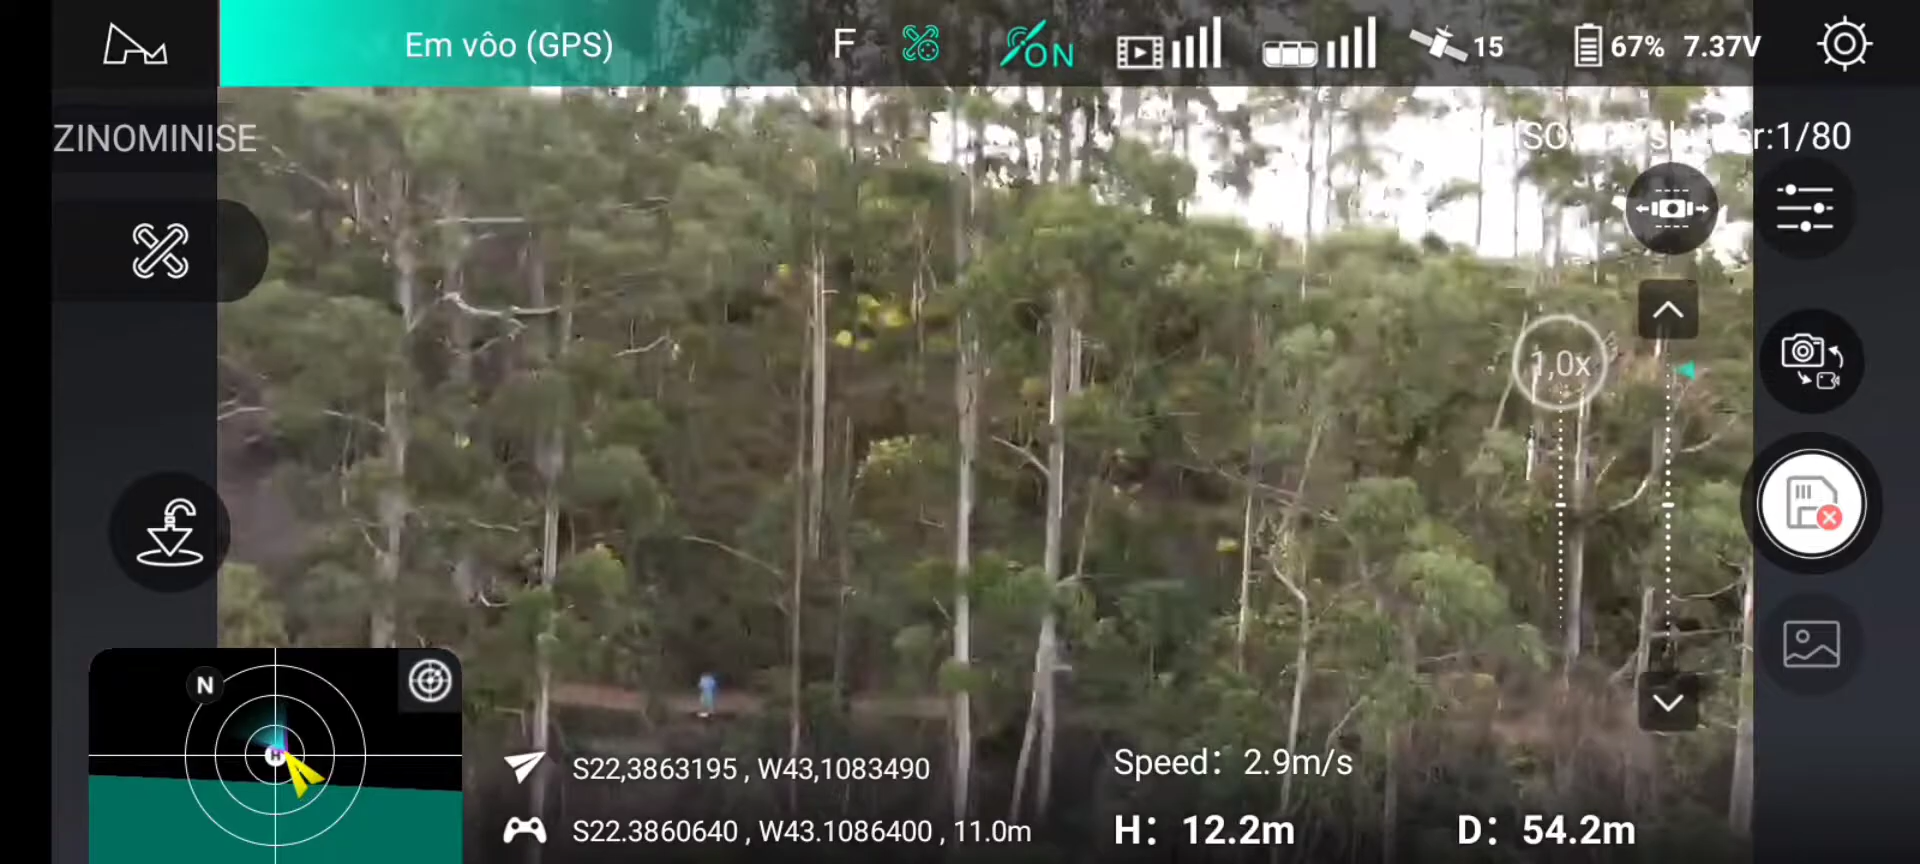 Em vôo (GPS)
F
ON
15
67% 7.37V
ZINOMINISE
shutter:1/80
1,0x
N
H
S22,3863195 , W43,1083490
Speed: 2.9m/s
S22.3860640 , W43.1086400 , 11.0m
H: 12.2m
D: 54.2m